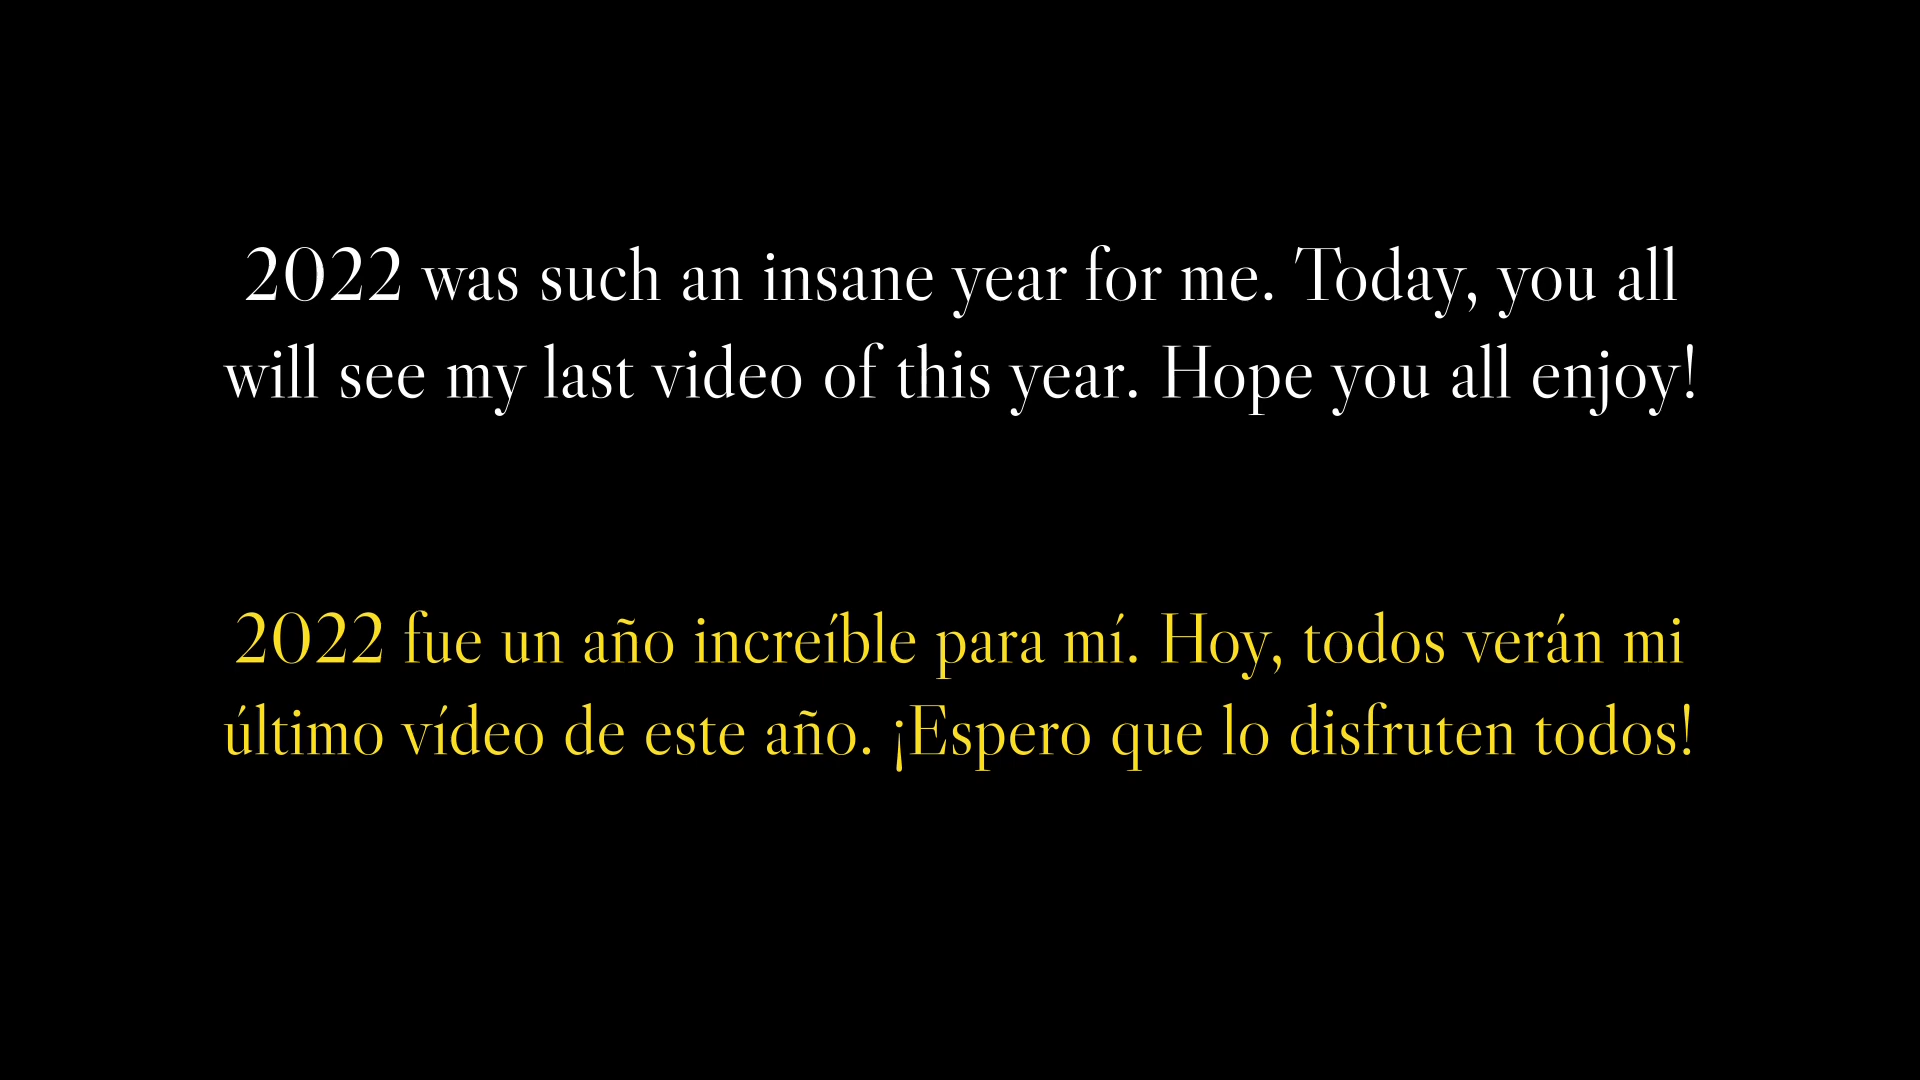 2022 was such an insane year for me. Today, you all
will see my last video of this year. Hope you all enjoy!
2022 fue un año increíble para mí. Hoy, todos verán mi
último vídeo de este año. ¡Espero que lo disfruten todos!